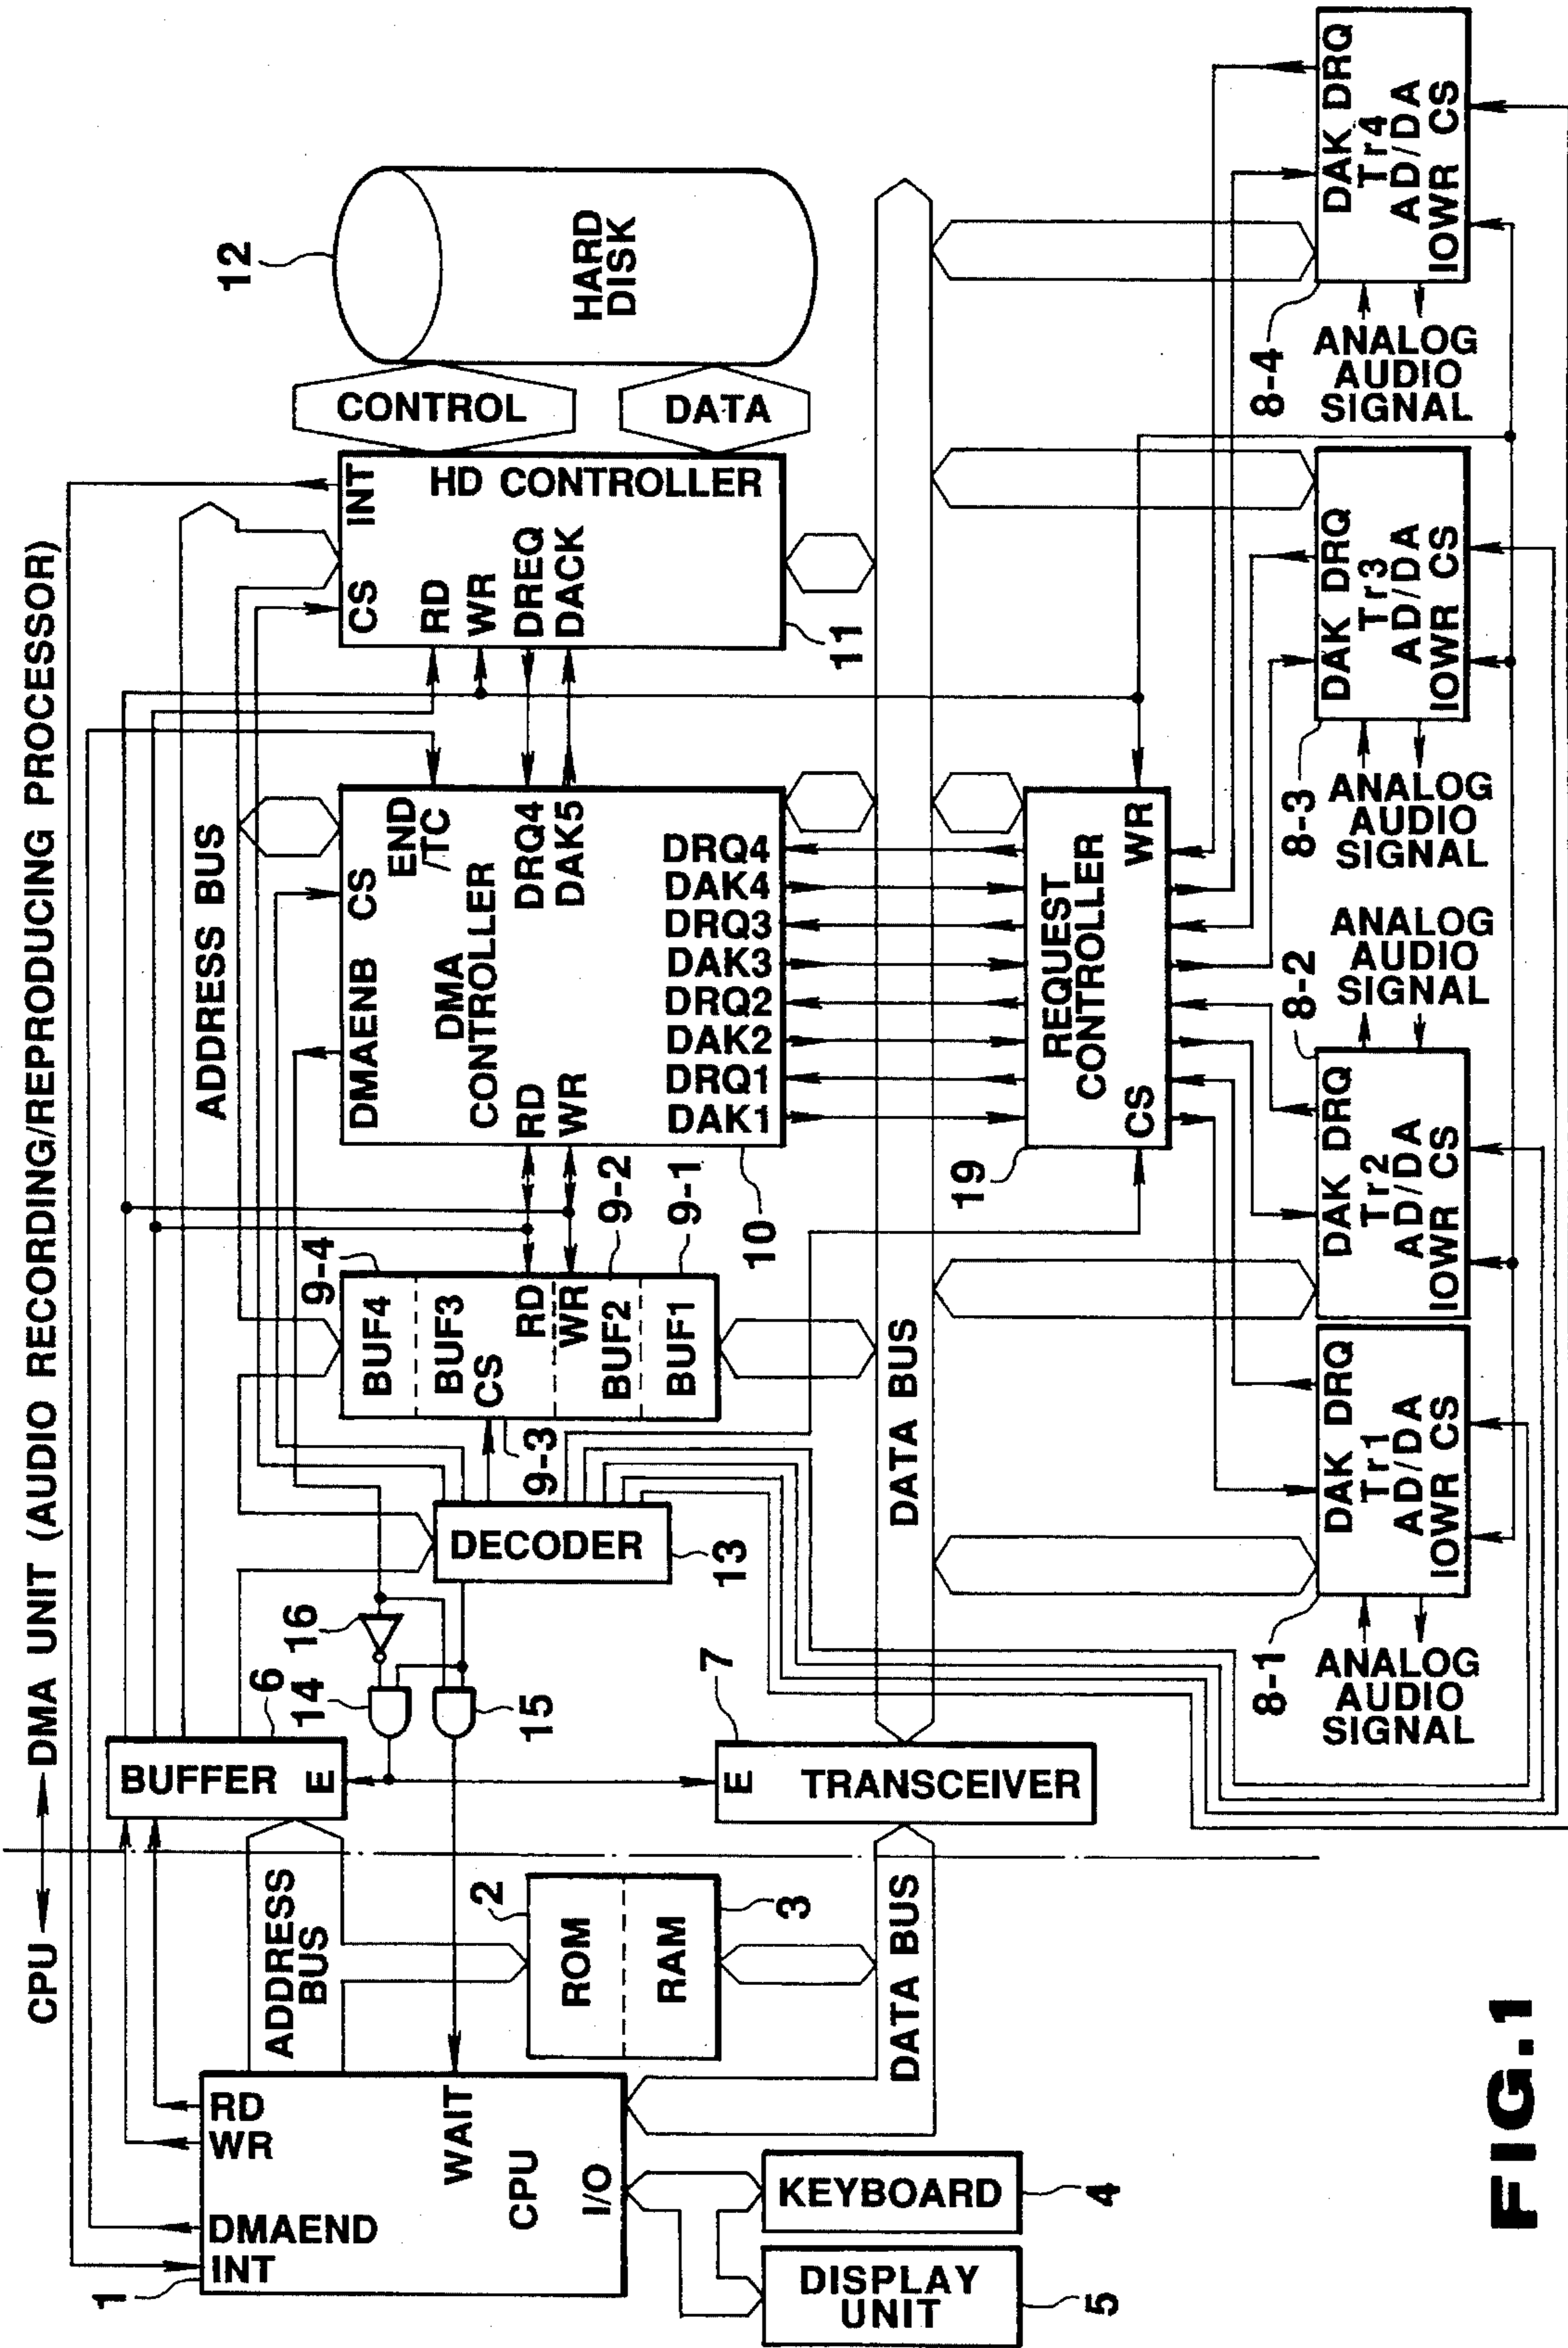 CPU ⟷ DMA UNIT (AUDIO RECORDING/REPRODUCING PROCESSOR)
1
INT
DMAEND
WR
RD
WAIT
CPU
I/O
ADDRESS
BUS
2
ROM
RAM
3
DATA BUS
KEYBOARD
4
DISPLAY
UNIT
5
BUFFER
E
6
14
16
15
7
E
TRANSCEIVER
DECODER
13
ADDRESS BUS
9-4
BUF4
BUF3
CS
RD
WR
BUF2
BUF1
9-3
9-2
9-1
DMAENB
CS
END
/TC
DMA
CONTROLLER
RD
WR
DRQ4
DAK5
DAK1
DRQ1
DAK2
DRQ2
DAK3
DRQ3
DAK4
DRQ4
10
CS
INT
HD CONTROLLER
RD
WR
DREQ
DACK
11
CONTROL
DATA
12
HARD
DISK
DATA BUS
19
REQUEST
CONTROLLER
CS
WR
8-1
ANALOG
AUDIO
SIGNAL
DAK DRQ
Tr1
AD/DA
IOWR CS
8-2
ANALOG
AUDIO
SIGNAL
DAK DRQ
Tr2
AD/DA
IOWR CS
8-3
ANALOG
AUDIO
SIGNAL
DAK DRQ
Tr3
AD/DA
IOWR CS
8-4
ANALOG
AUDIO
SIGNAL
DAK DRQ
Tr4
AD/DA
IOWR CS
FIG.1